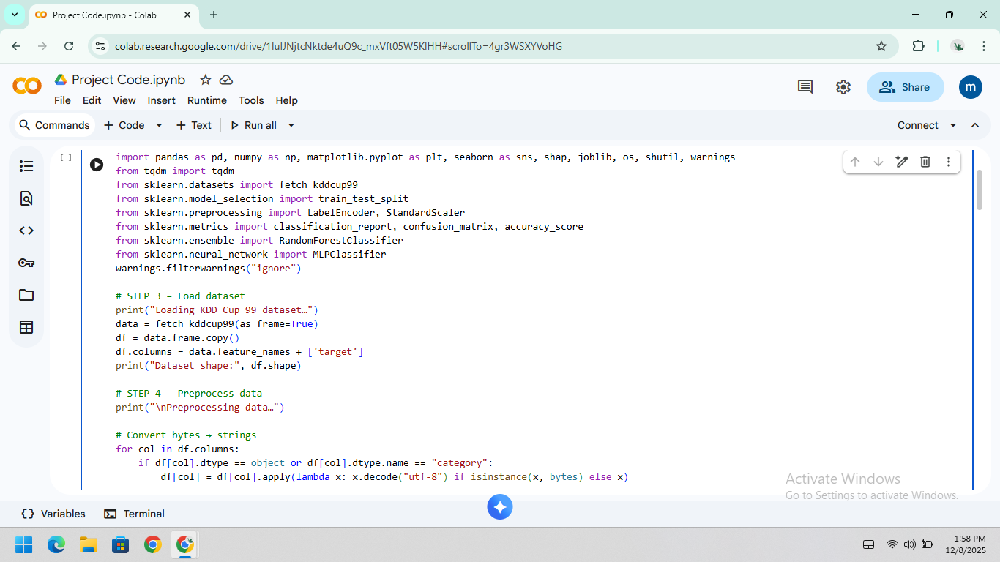 Project Code.ipynb - Colab
colab.research.google.com/drive/1IulJNjtcNktde4uQ9c_mxVft05W5KlHH#scrollTo=4gr3WSXYVoHG
Project Code.ipynb
File Edit View Insert Runtime Tools Help
Share
m
Commands + Code + Text Run all
Connect
[ ]
import pandas as pd, numpy as np, matplotlib.pyplot as plt, seaborn as sns, shap, joblib, os, shutil, warnings
from tqdm import tqdm
from sklearn.datasets import fetch_kddcup99
from sklearn.model_selection import train_test_split
from sklearn.preprocessing import LabelEncoder, StandardScaler
from sklearn.metrics import classification_report, confusion_matrix, accuracy_score
from sklearn.ensemble import RandomForestClassifier
from sklearn.neural_network import MLPClassifier
warnings.filterwarnings("ignore")
# STEP 3 – Load dataset
print("Loading KDD Cup 99 dataset…")
data = fetch_kddcup99(as_frame=True)
df = data.frame.copy()
df.columns = data.feature_names + ['target']
print("Dataset shape:", df.shape)
# STEP 4 – Preprocess data
print("\nPreprocessing data…")
# Convert bytes → strings
for col in df.columns:
if df[col].dtype == object or df[col].dtype.name == "category":
df[col] = df[col].apply(lambda x: x.decode("utf-8") if isinstance(x, bytes) else x)
Activate Windows
Go to Settings to activate Windows.
Variables Terminal
1:58 PM
12/8/2025